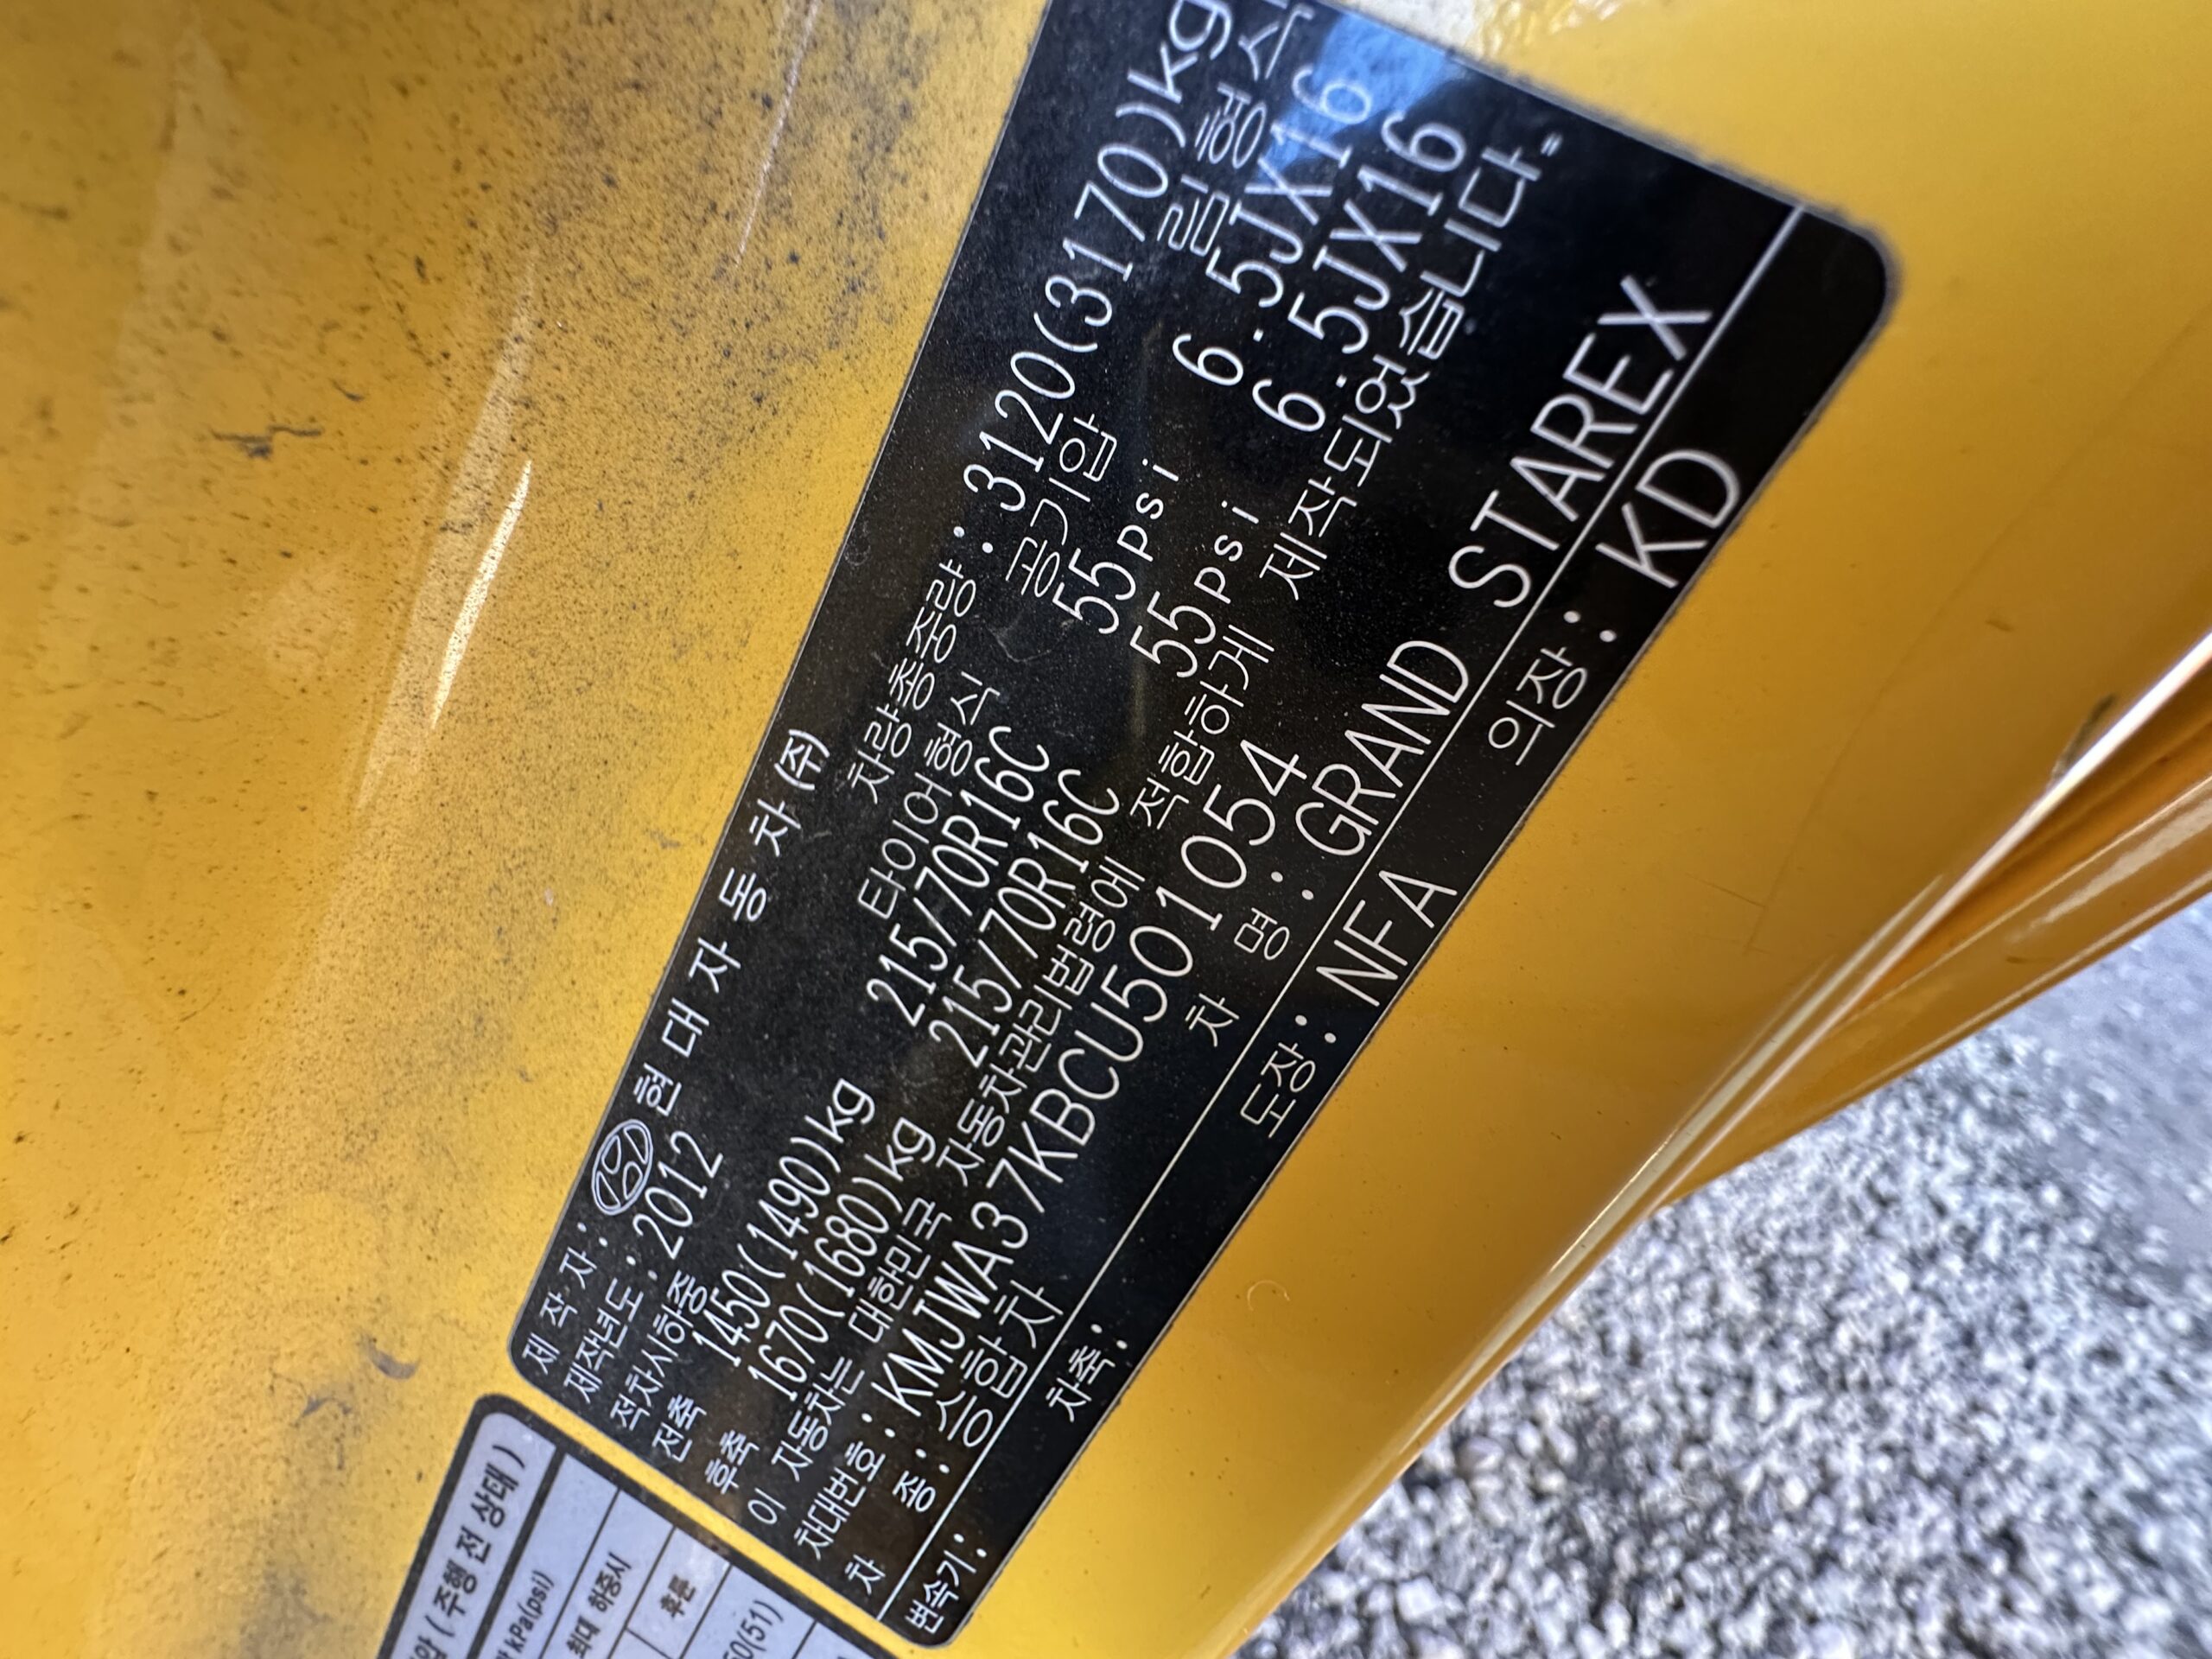 제 작 자: 현 대 자 동 차 (주)
제작년도: 2012 차량총중량: 3120(3170)kg
적차시하중 타이어형식 공기압 림형식
전축 1450(1490)kg 215/70R16C 55psi 6.5JX16
후축 1670(1680)kg 215/70R16C 55psi 6.5JX16
이 자동차는 대한민국 자동차관리법령에 적합하게 제작되었습니다.
차대번호: KMJWA37KBCU501054
차 종: 승합차 차 명: GRAND STAREX
변속기: 차축: 도장: NFA 의장: KD
(주행 전 상태)
kPa(psi)
최대 하중시
후륜
(51)